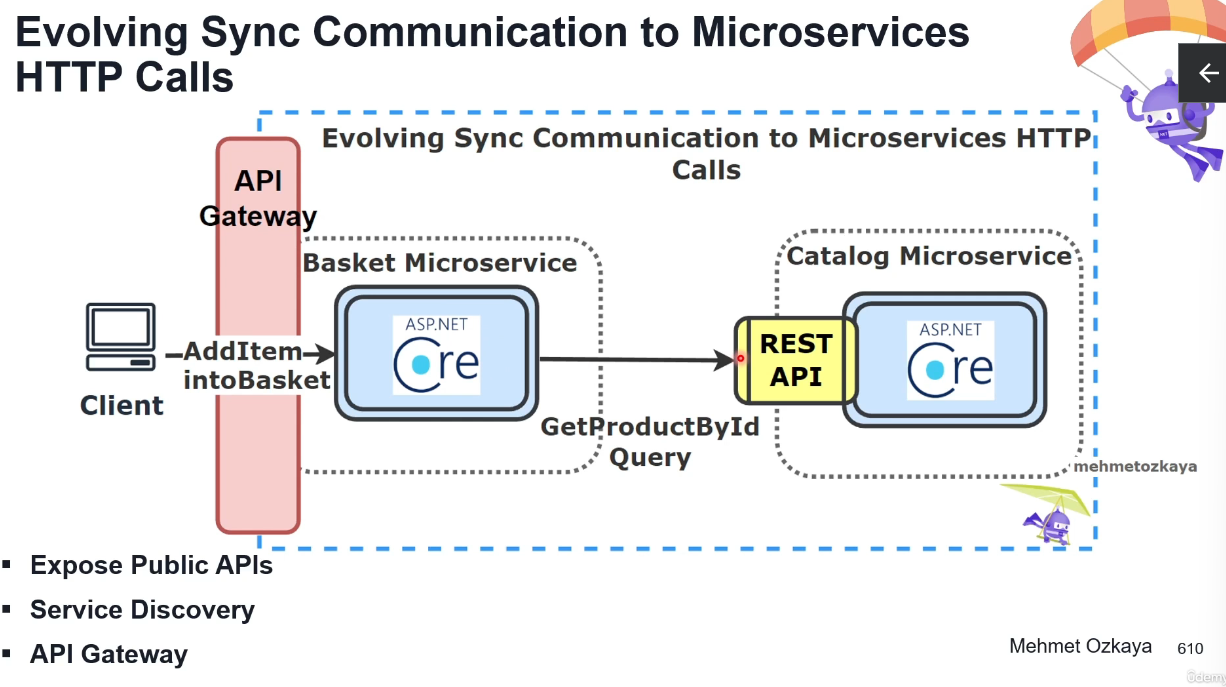 Evolving Sync Communication to Microservices
HTTP Calls
Evolving Sync Communication to Microservices HTTP
Calls
API
Gateway
Basket Microservice
Catalog Microservice
ASP.NET
Core
ASP.NET
Core
REST
API
AddItem
intoBasket
Client
GetProductById
Query
mehmetozkaya
▪ Expose Public APIs
▪ Service Discovery
▪ API Gateway
Mehmet Ozkaya 610
Udemy